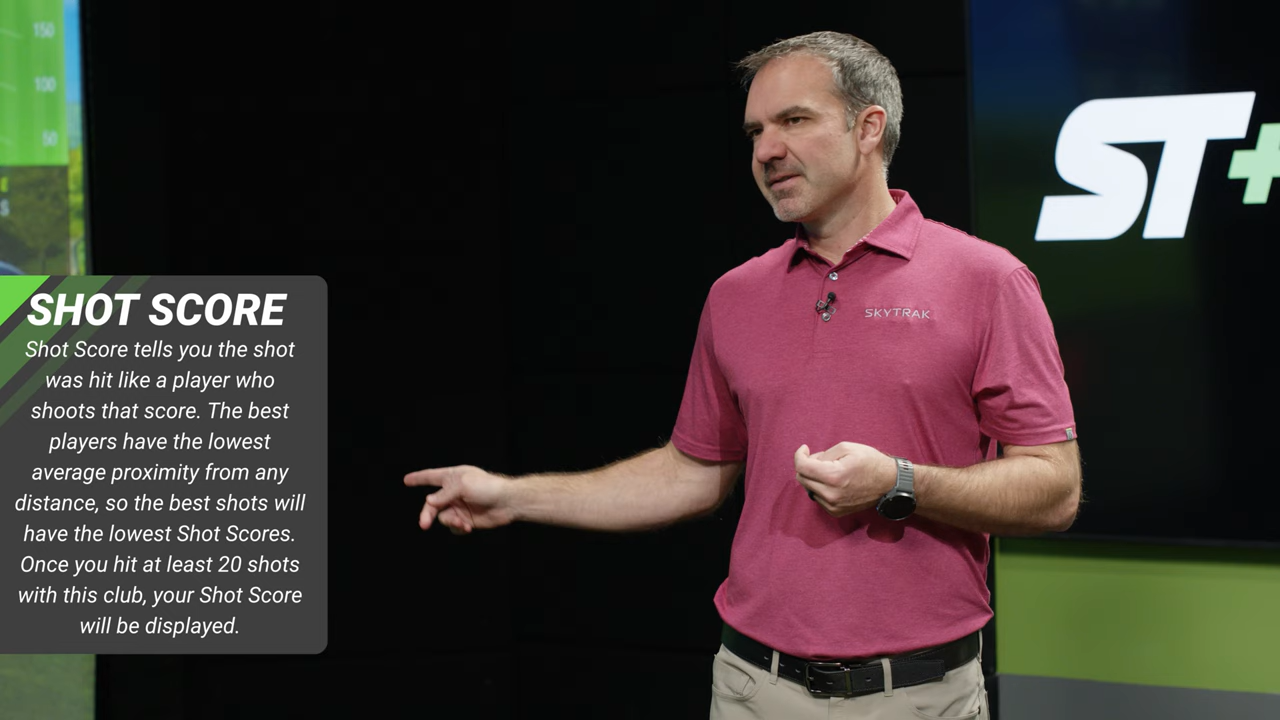 150
100
50
ST+
SKYTRAK
SHOT SCORE
Shot Score tells you the shot
was hit like a player who
shoots that score. The best
players have the lowest
average proximity from any
distance, so the best shots will
have the lowest Shot Scores.
Once you hit at least 20 shots
with this club, your Shot Score
will be displayed.